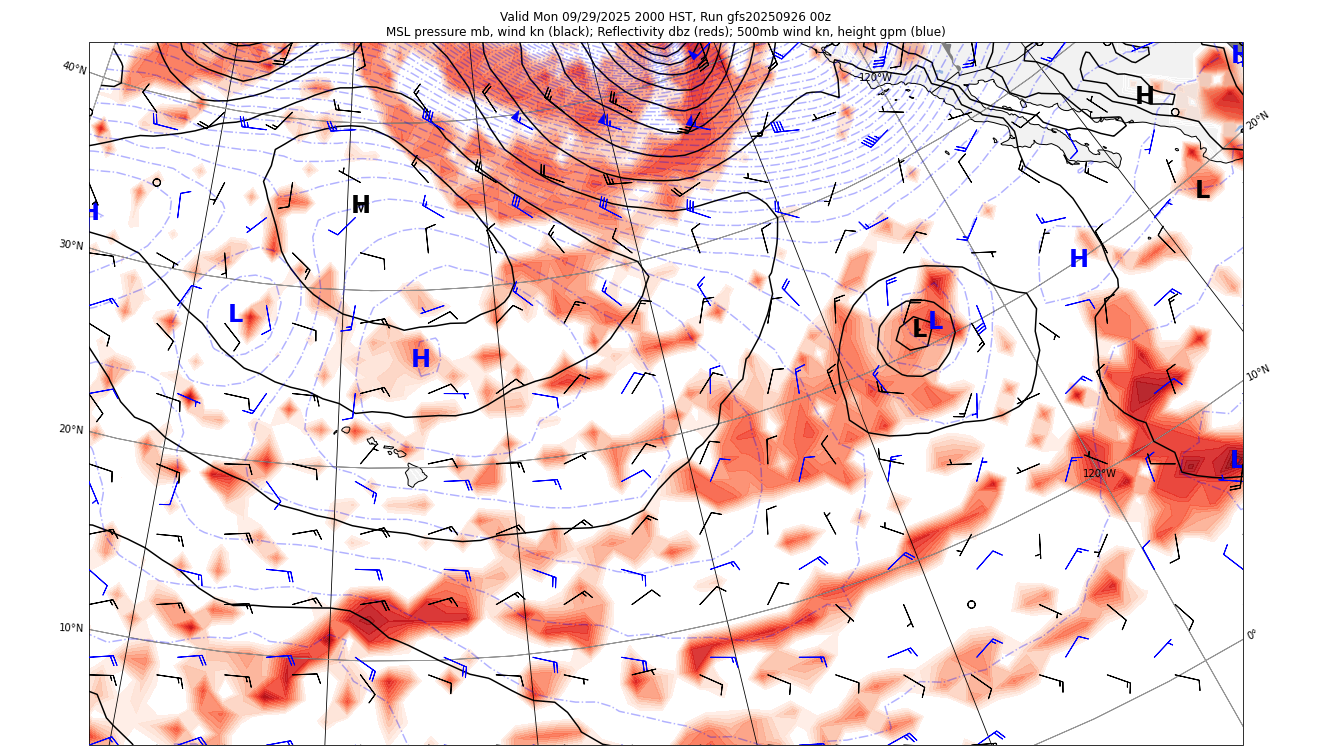 Valid Mon 09/29/2025 2000 HST, Run gfs20250926 00z
MSL pressure mb, wind kn (black); Reflectivity dbz (reds); 500mb wind kn, height gpm (blue)
H
40°N
120°W
H
20°N
L
H
H
30°N
H
L
L
L
H
10°N
20°N
L
120°W
10°N
0°